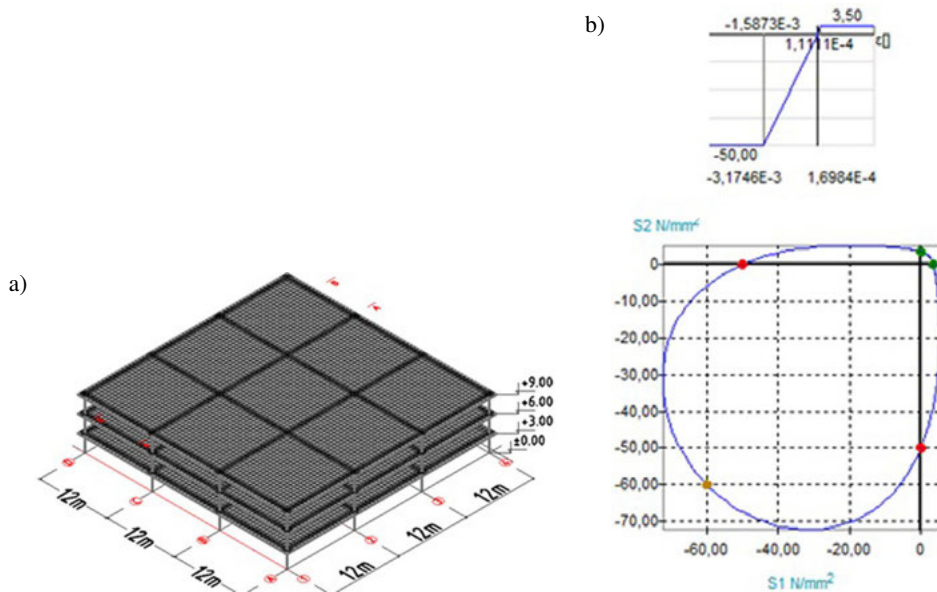 a)
+9.00
+6.00
+3.00
±0.00
12m
12m
12m
12m
12m
12m
b)
-1,5873E-3
3,50
1,1111E-4
ε[]
-50,00
-3,1746E-3
1,6984E-4
S2 N/mm²
0
-10,00
-20,00
-30,00
-40,00
-50,00
-60,00
-70,00
-60,00 -40,00 -20,00 0
S1 N/mm²